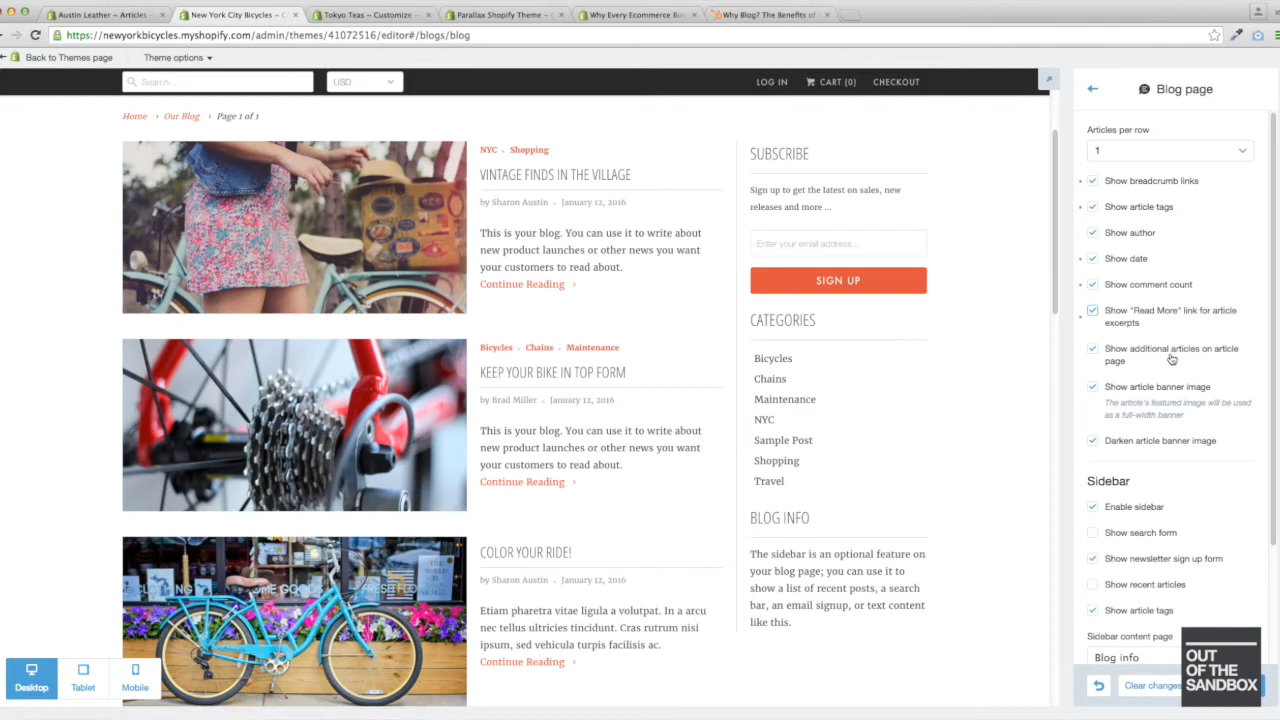 Austin Leather ~ Articles ~
New York City Bicycles ~ C
Tokyo Teas ~ Customize ~
Parallax Shopify Theme ~ C
Why Every Ecommerce Bus
Why Blog? The Benefits of
https://newyorkbicycles.myshopify.com/admin/themes/41072516/editor#/blogs/blog
Back to Themes page
Theme options
Search...
USD
LOG IN
CART (0)
CHECKOUT
Home › Our Blog › Page 1 of 1
NYC • Shopping
VINTAGE FINDS IN THE VILLAGE
by Sharon Austin • January 12, 2016
This is your blog. You can use it to write about
new product launches or other news you want
your customers to read about.
Continue Reading ›
Bicycles • Chains • Maintenance
KEEP YOUR BIKE IN TOP FORM
by Brad Miller • January 12, 2016
This is your blog. You can use it to write about
new product launches or other news you want
your customers to read about.
Continue Reading ›
COLOR YOUR RIDE!
by Sharon Austin • January 12, 2016
Etiam pharetra vitae ligula a volutpat. In a arcu
nec tellus ultricies tincidunt. Cras rutrum nisi
ipsum, sed vehicula turpis facilisis ac.
Continue Reading ›
SUBSCRIBE
Sign up to get the latest on sales, new
releases and more ...
Enter your email address...
SIGN UP
CATEGORIES
Bicycles
Chains
Maintenance
NYC
Sample Post
Shopping
Travel
BLOG INFO
The sidebar is an optional feature on
your blog page; you can use it to
show a list of recent posts, a search
bar, an email signup, or text content
like this.
Blog page
Articles per row
1
Show breadcrumb links
Show article tags
Show author
Show date
Show comment count
Show "Read More" link for article
excerpts
Show additional articles on article
page
Show article banner image
The article's featured image will be used
as a full-width banner
Darken article banner image
Sidebar
Enable sidebar
Show search form
Show newsletter sign up form
Show recent articles
Show article tags
Sidebar content page
Blog info
Clear changes
Desktop
Tablet
Mobile
OUT
OF THE
SANDBOX